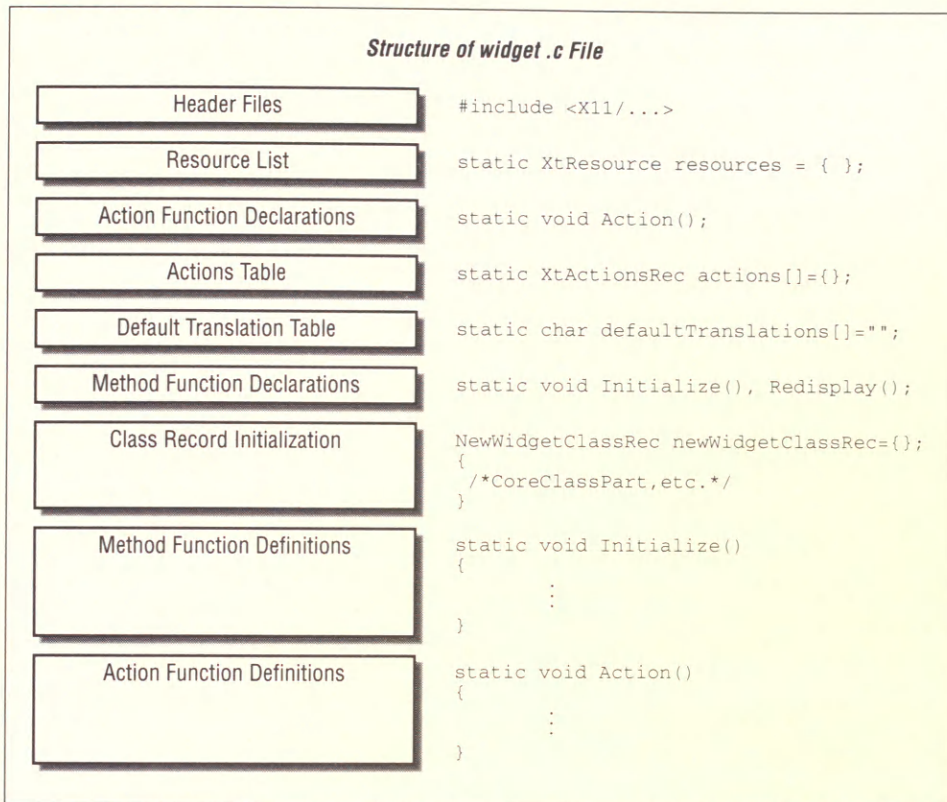 Structure of widget .c File
Header Files
#include <X11/...>
Resource List
static XtResource resources = { };
Action Function Declarations
static void Action();
Actions Table
static XtActionsRec actions[]={};
Default Translation Table
static char defaultTranslations[]="";
Method Function Declarations
static void Initialize(), Redisplay();
Class Record Initialization
NewWidgetClassRec newWidgetClassRec={};
{
/*CoreClassPart,etc.*/
}
Method Function Definitions
static void Initialize()
{
⋮
}
Action Function Definitions
static void Action()
{
⋮
}